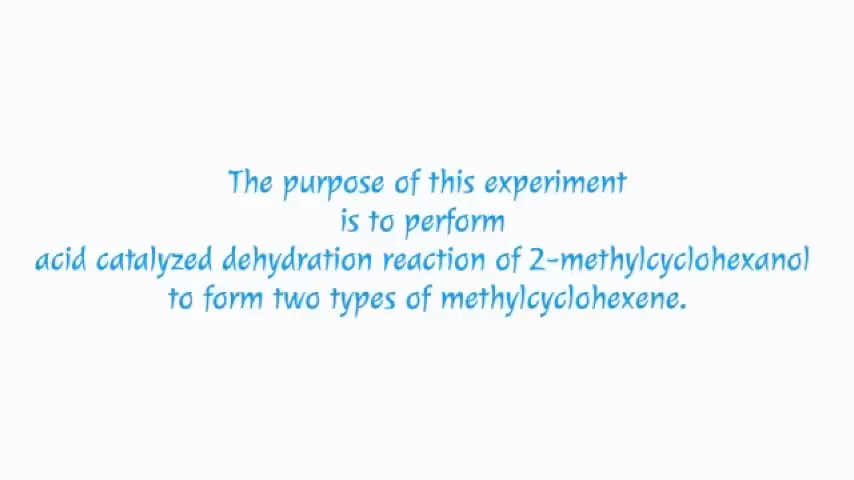 The purpose of this experiment
is to perform
acid catalyzed dehydration reaction of 2-methylcyclohexanol
to form two types of methylcyclohexene.